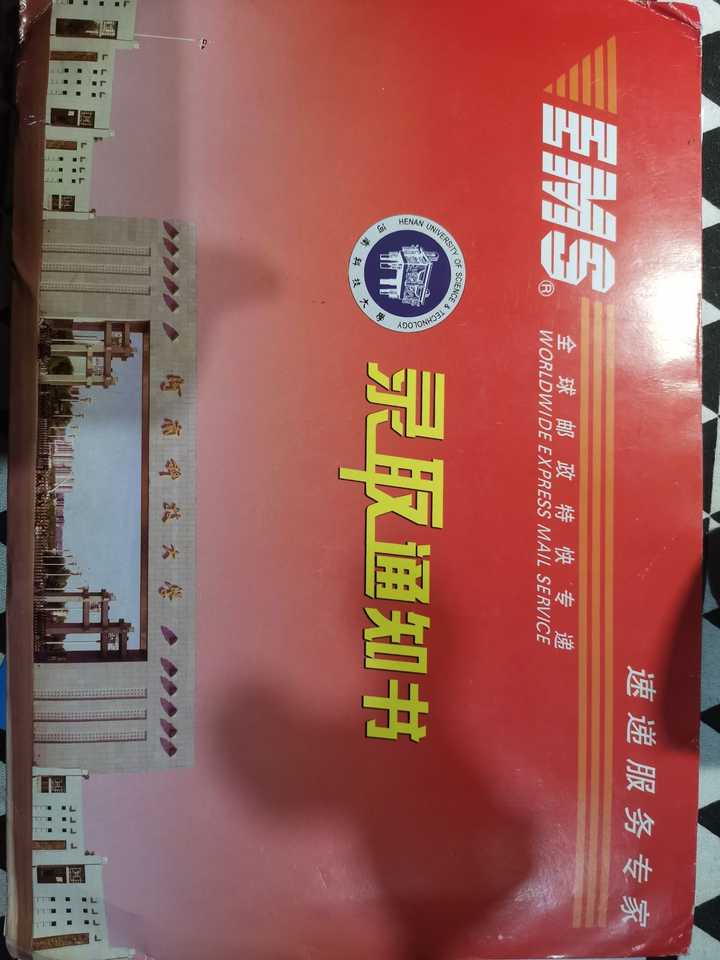 EMS®
全球邮政特快专递
WORLDWIDE EXPRESS MAIL SERVICE
速递服务专家
HENAN UNIVERSITY OF SCIENCE & TECHNOLOGY
河南科技大学
录取通知书
河南科技大学